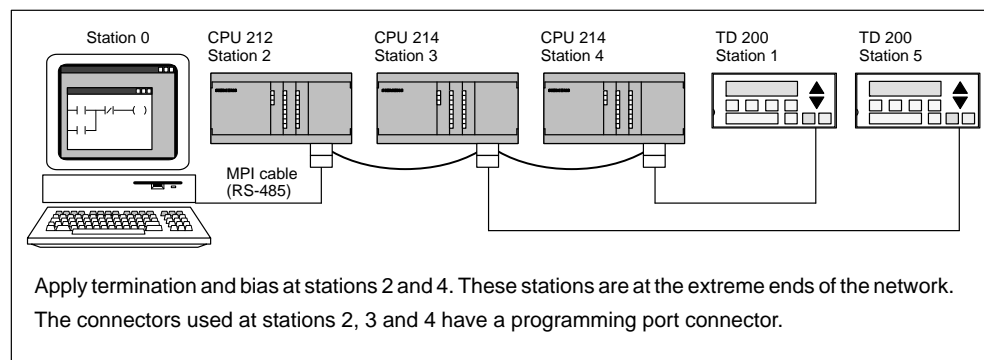 Station 0
CPU 212
Station 2
CPU 214
Station 3
CPU 214
Station 4
TD 200
Station 1
TD 200
Station 5
MPI cable
(RS-485)
Apply termination and bias at stations 2 and 4. These stations are at the extreme ends of the network.
The connectors used at stations 2, 3 and 4 have a programming port connector.